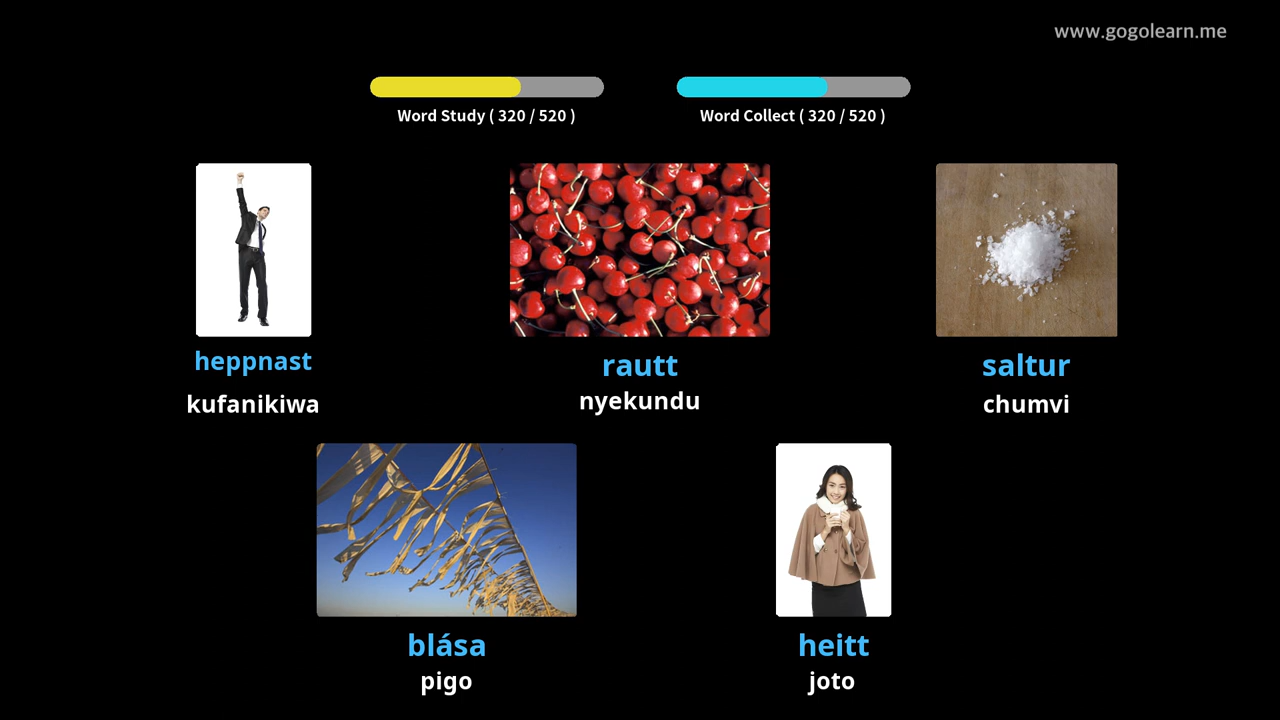 www.gogolearn.me
Word Study ( 320 / 520 )
Word Collect ( 320 / 520 )
heppnast
kufanikiwa
rautt
nyekundu
saltur
chumvi
blása
pigo
heitt
joto